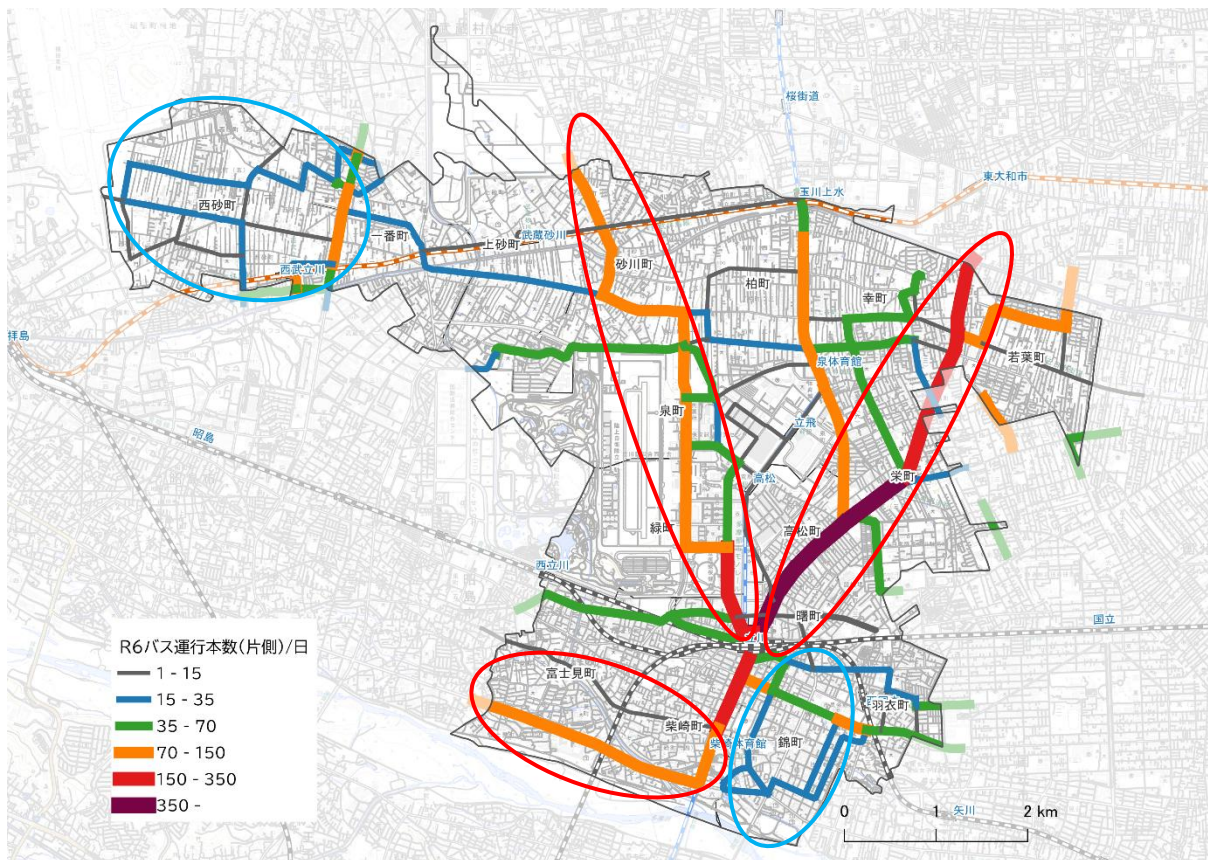 桜街道
東大和市
玉川上水
西砂町
一番町
上砂町
武蔵砂川
西武立川
砂川町
柏町
幸町
若葉町
拝島
泉体育館
泉町
立飛
昭島
高松
栄町
緑町
高松町
西立川
曙町
国立
富士見町
羽衣町
柴崎町
柴崎体育館
錦町
矢川
R6バス運行本数(片側)/日
1 - 15
15 - 35
35 - 70
70 - 150
150 - 350
350 -
0 1 2 km